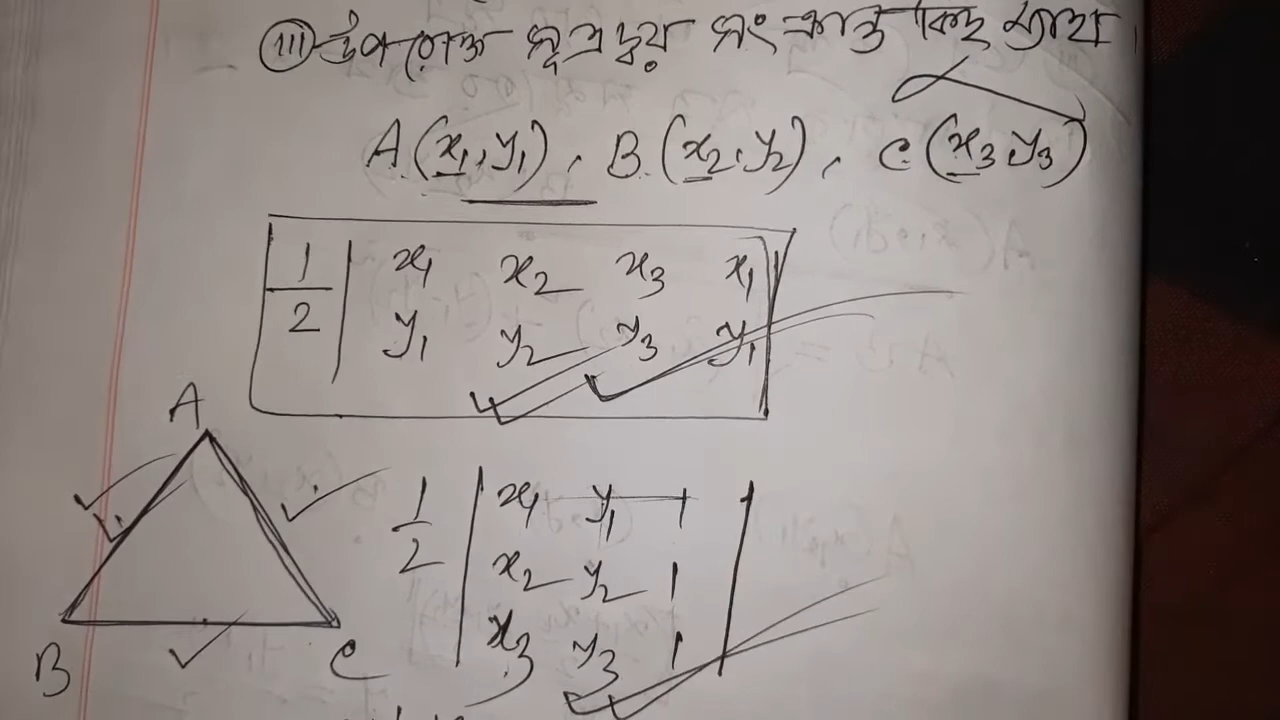 (iii) উপরোক্ত সূত্রদ্বয় সংক্রান্ত কিছু
A (x₁, y₁), B (x₂, y₂), C (x₃ y₃)
1/2 | x₁ x₂ x₃ x₁ |
y₁ y₂ y₃ y₁
A
1/2 | x₁ y₁ 1 |
x₂ y₂ 1
x₃ y₃ 1
B C